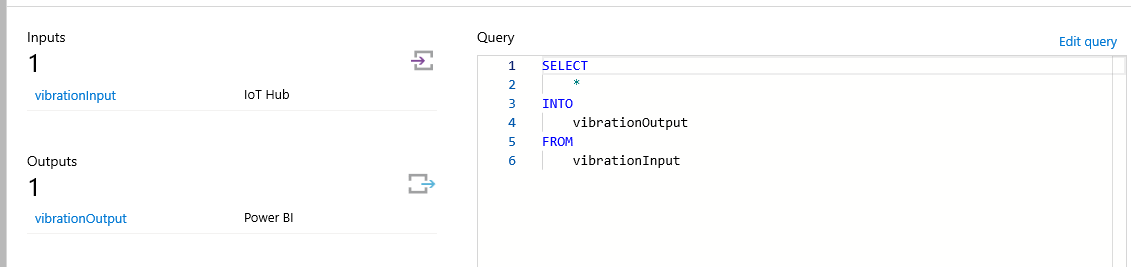 Inputs
1
vibrationInput IoT Hub
Outputs
1
vibrationOutput Power BI
Query
Edit query
1 SELECT
2 *
3 INTO
4 vibrationOutput
5 FROM
6 vibrationInput